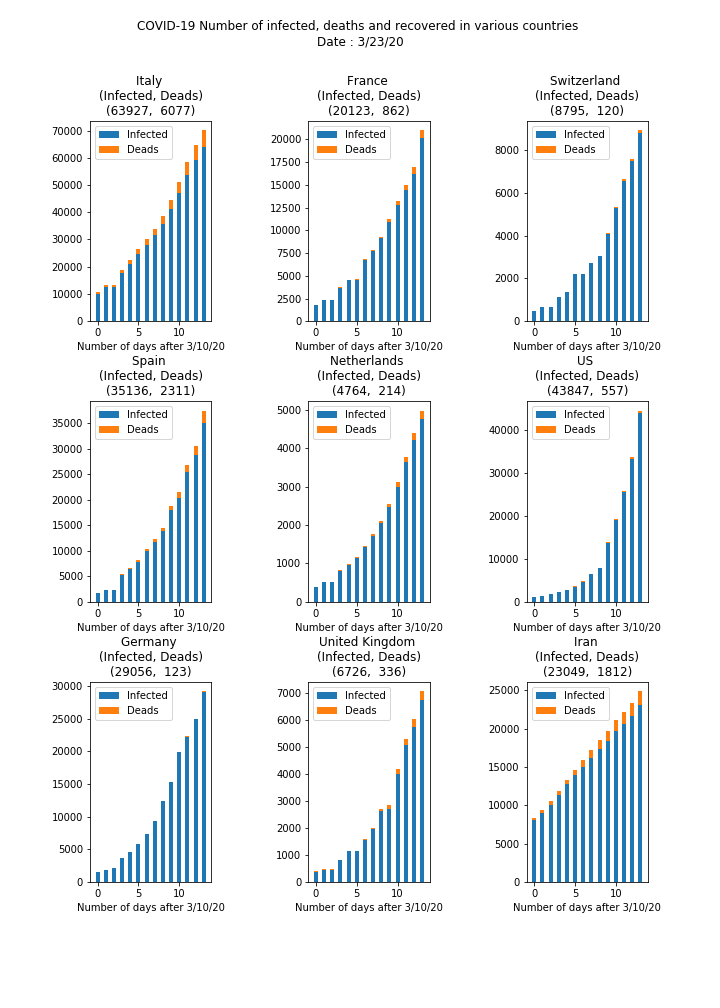 COVID-19 Number of infected, deaths and recovered in various countries
Date : 3/23/20
Italy
(Infected, Deads)
(63927, 6077)
70000
60000
50000
40000
30000
20000
10000
0
Infected
Deads
0 5 10
Number of days after 3/10/20
France
(Infected, Deads)
(20123, 862)
20000
17500
15000
12500
10000
7500
5000
2500
0
Infected
Deads
0 5 10
Number of days after 3/10/20
Switzerland
(Infected, Deads)
(8795, 120)
8000
6000
4000
2000
0
Infected
Deads
0 5 10
Number of days after 3/10/20
Spain
(Infected, Deads)
(35136, 2311)
35000
30000
25000
20000
15000
10000
5000
0
Infected
Deads
0 5 10
Number of days after 3/10/20
Netherlands
(Infected, Deads)
(4764, 214)
5000
4000
3000
2000
1000
0
Infected
Deads
0 5 10
Number of days after 3/10/20
US
(Infected, Deads)
(43847, 557)
40000
30000
20000
10000
0
Infected
Deads
0 5 10
Number of days after 3/10/20
Germany
(Infected, Deads)
(29056, 123)
30000
25000
20000
15000
10000
5000
0
Infected
Deads
0 5 10
Number of days after 3/10/20
United Kingdom
(Infected, Deads)
(6726, 336)
7000
6000
5000
4000
3000
2000
1000
0
Infected
Deads
0 5 10
Number of days after 3/10/20
Iran
(Infected, Deads)
(23049, 1812)
25000
20000
15000
10000
5000
0
Infected
Deads
0 5 10
Number of days after 3/10/20